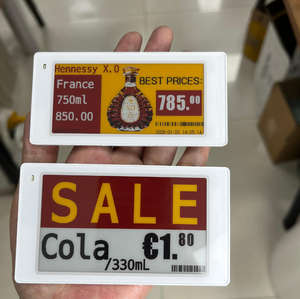 Hennessy X.O
France
750ml
850.00
BEST PRICES:
785.00
SALE
Cola
/330mL
€1.80